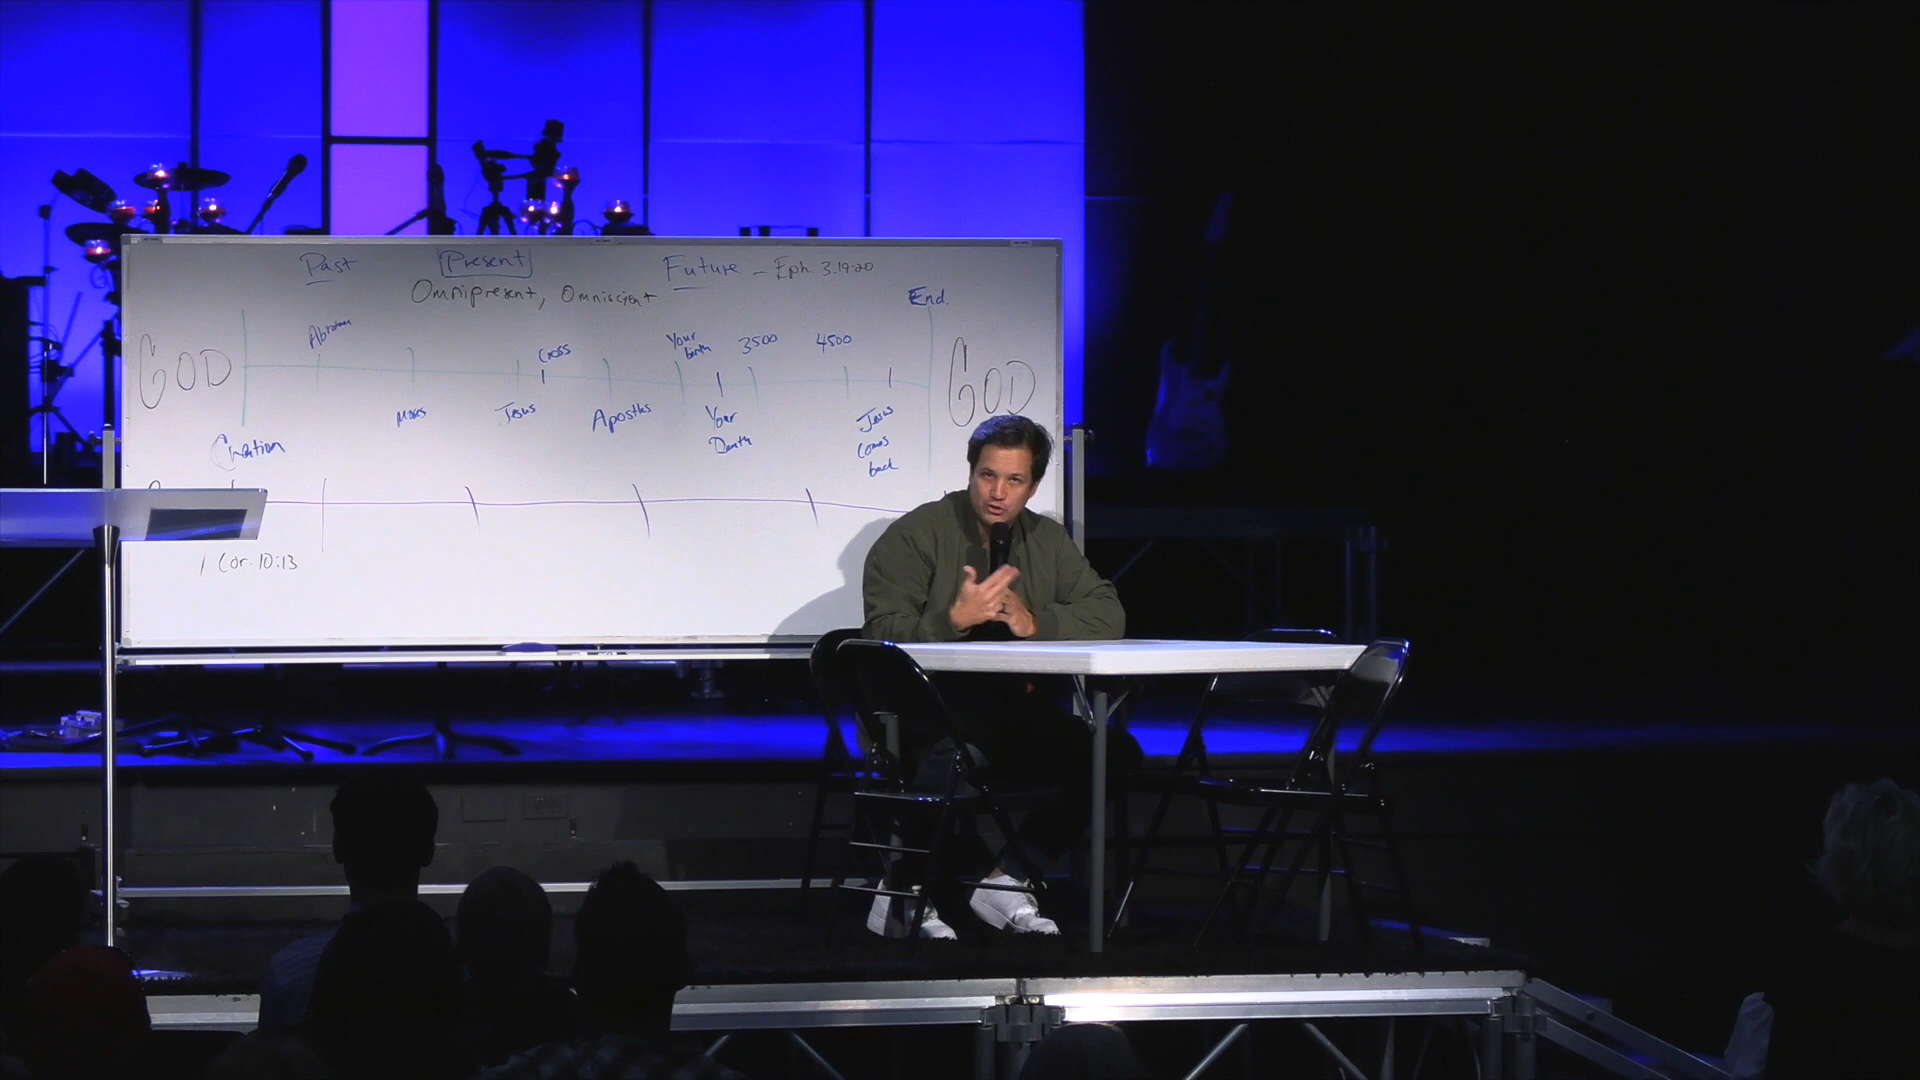 Past Present Future - Eph. 3.19-20
Omnipresent, Omniscient
End.
Abraham
Cross
Your birth
3500
4500
GOD
GOD
Moses
Jesus
Apostles
Your Death
Jesus comes back
Creation
1 Cor. 10:13